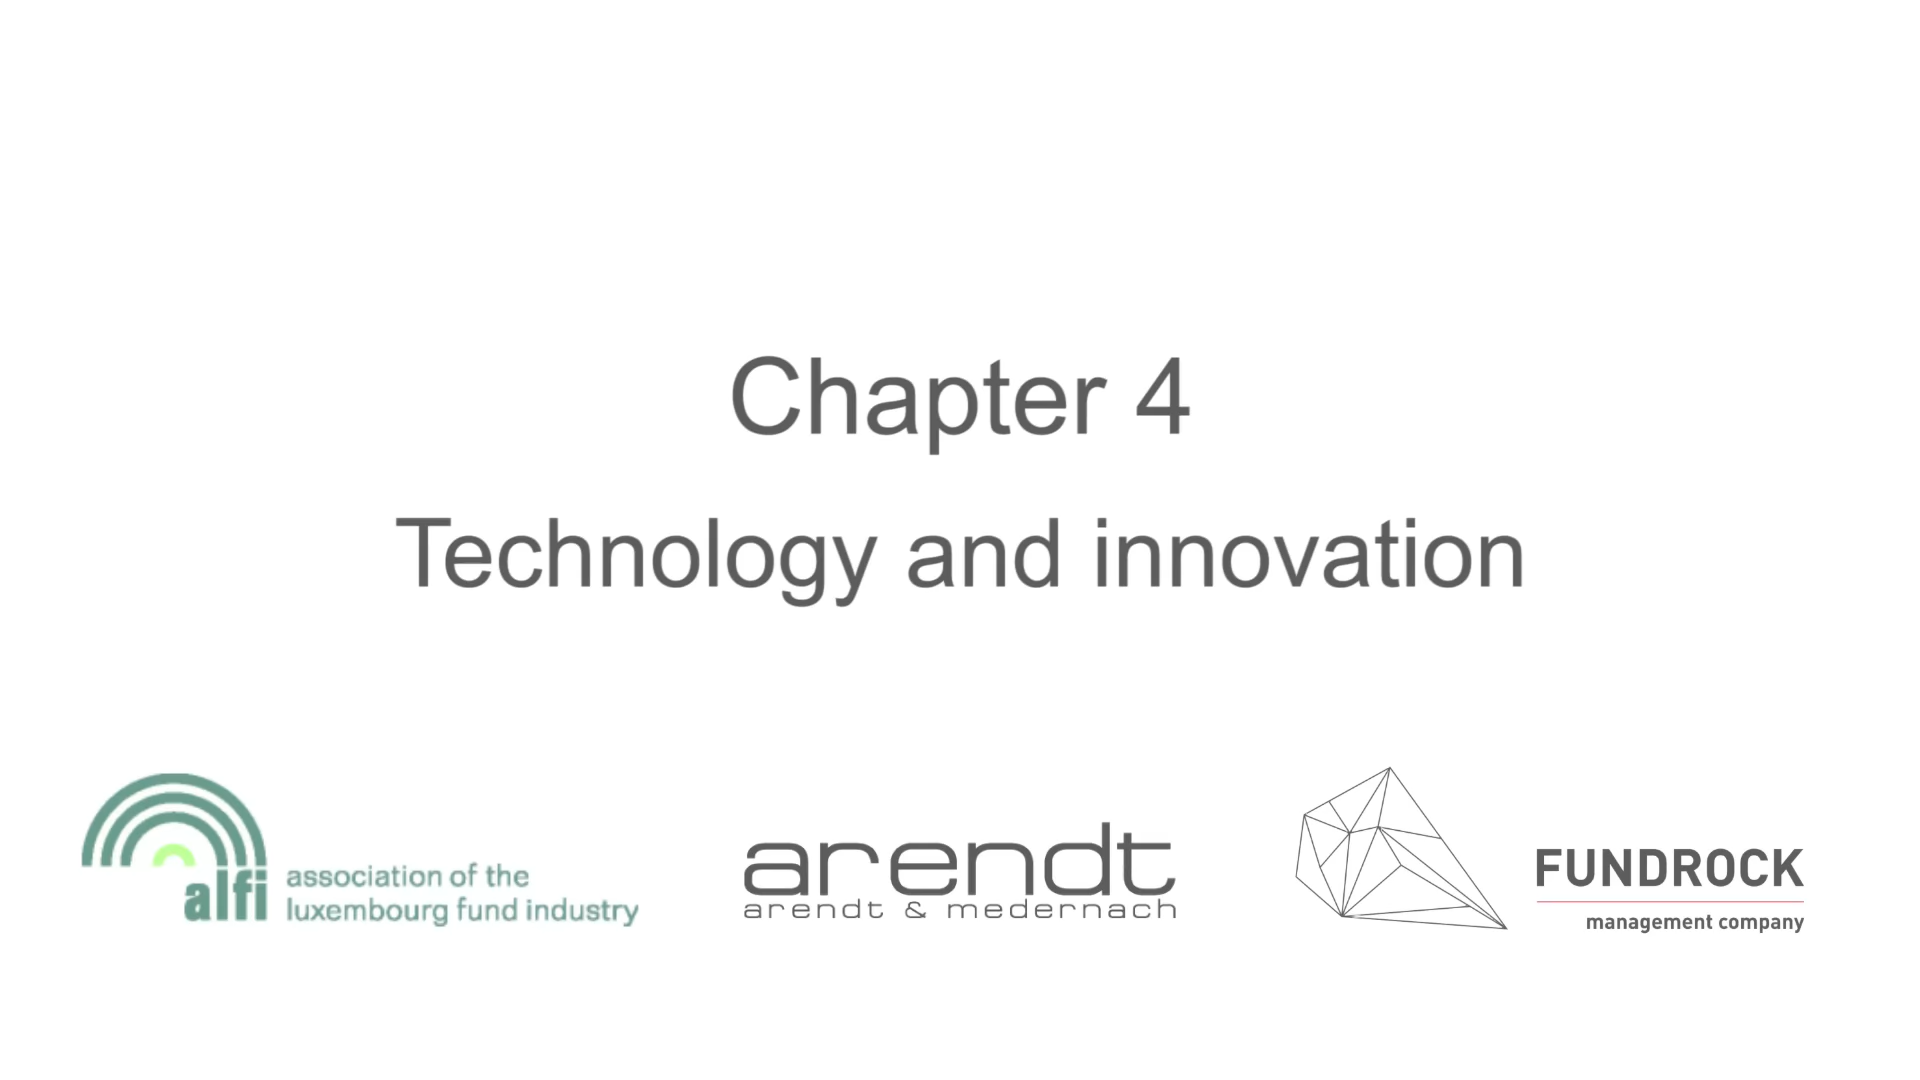 Chapter 4
Technology and innovation
alfi
association of the
luxembourg fund industry
arendt
arendt & medernach
FUNDROCK
management company